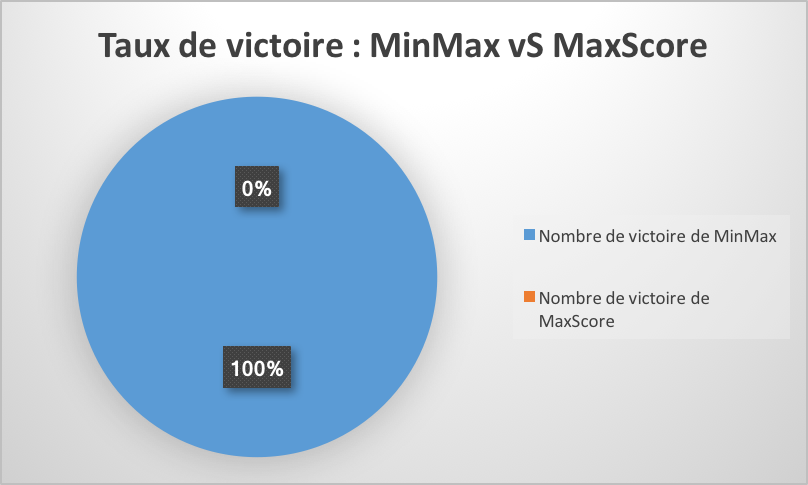 Taux de victoire : MinMax vS MaxScore
0%
100%
Nombre de victoire de MinMax
Nombre de victoire de
MaxScore